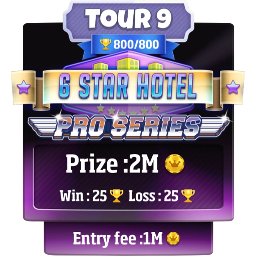 TOUR 9
800/800
6 STAR HOTEL
PRO SERIES
Prize :2M
Win : 25 Loss : 25
Entry fee :1M